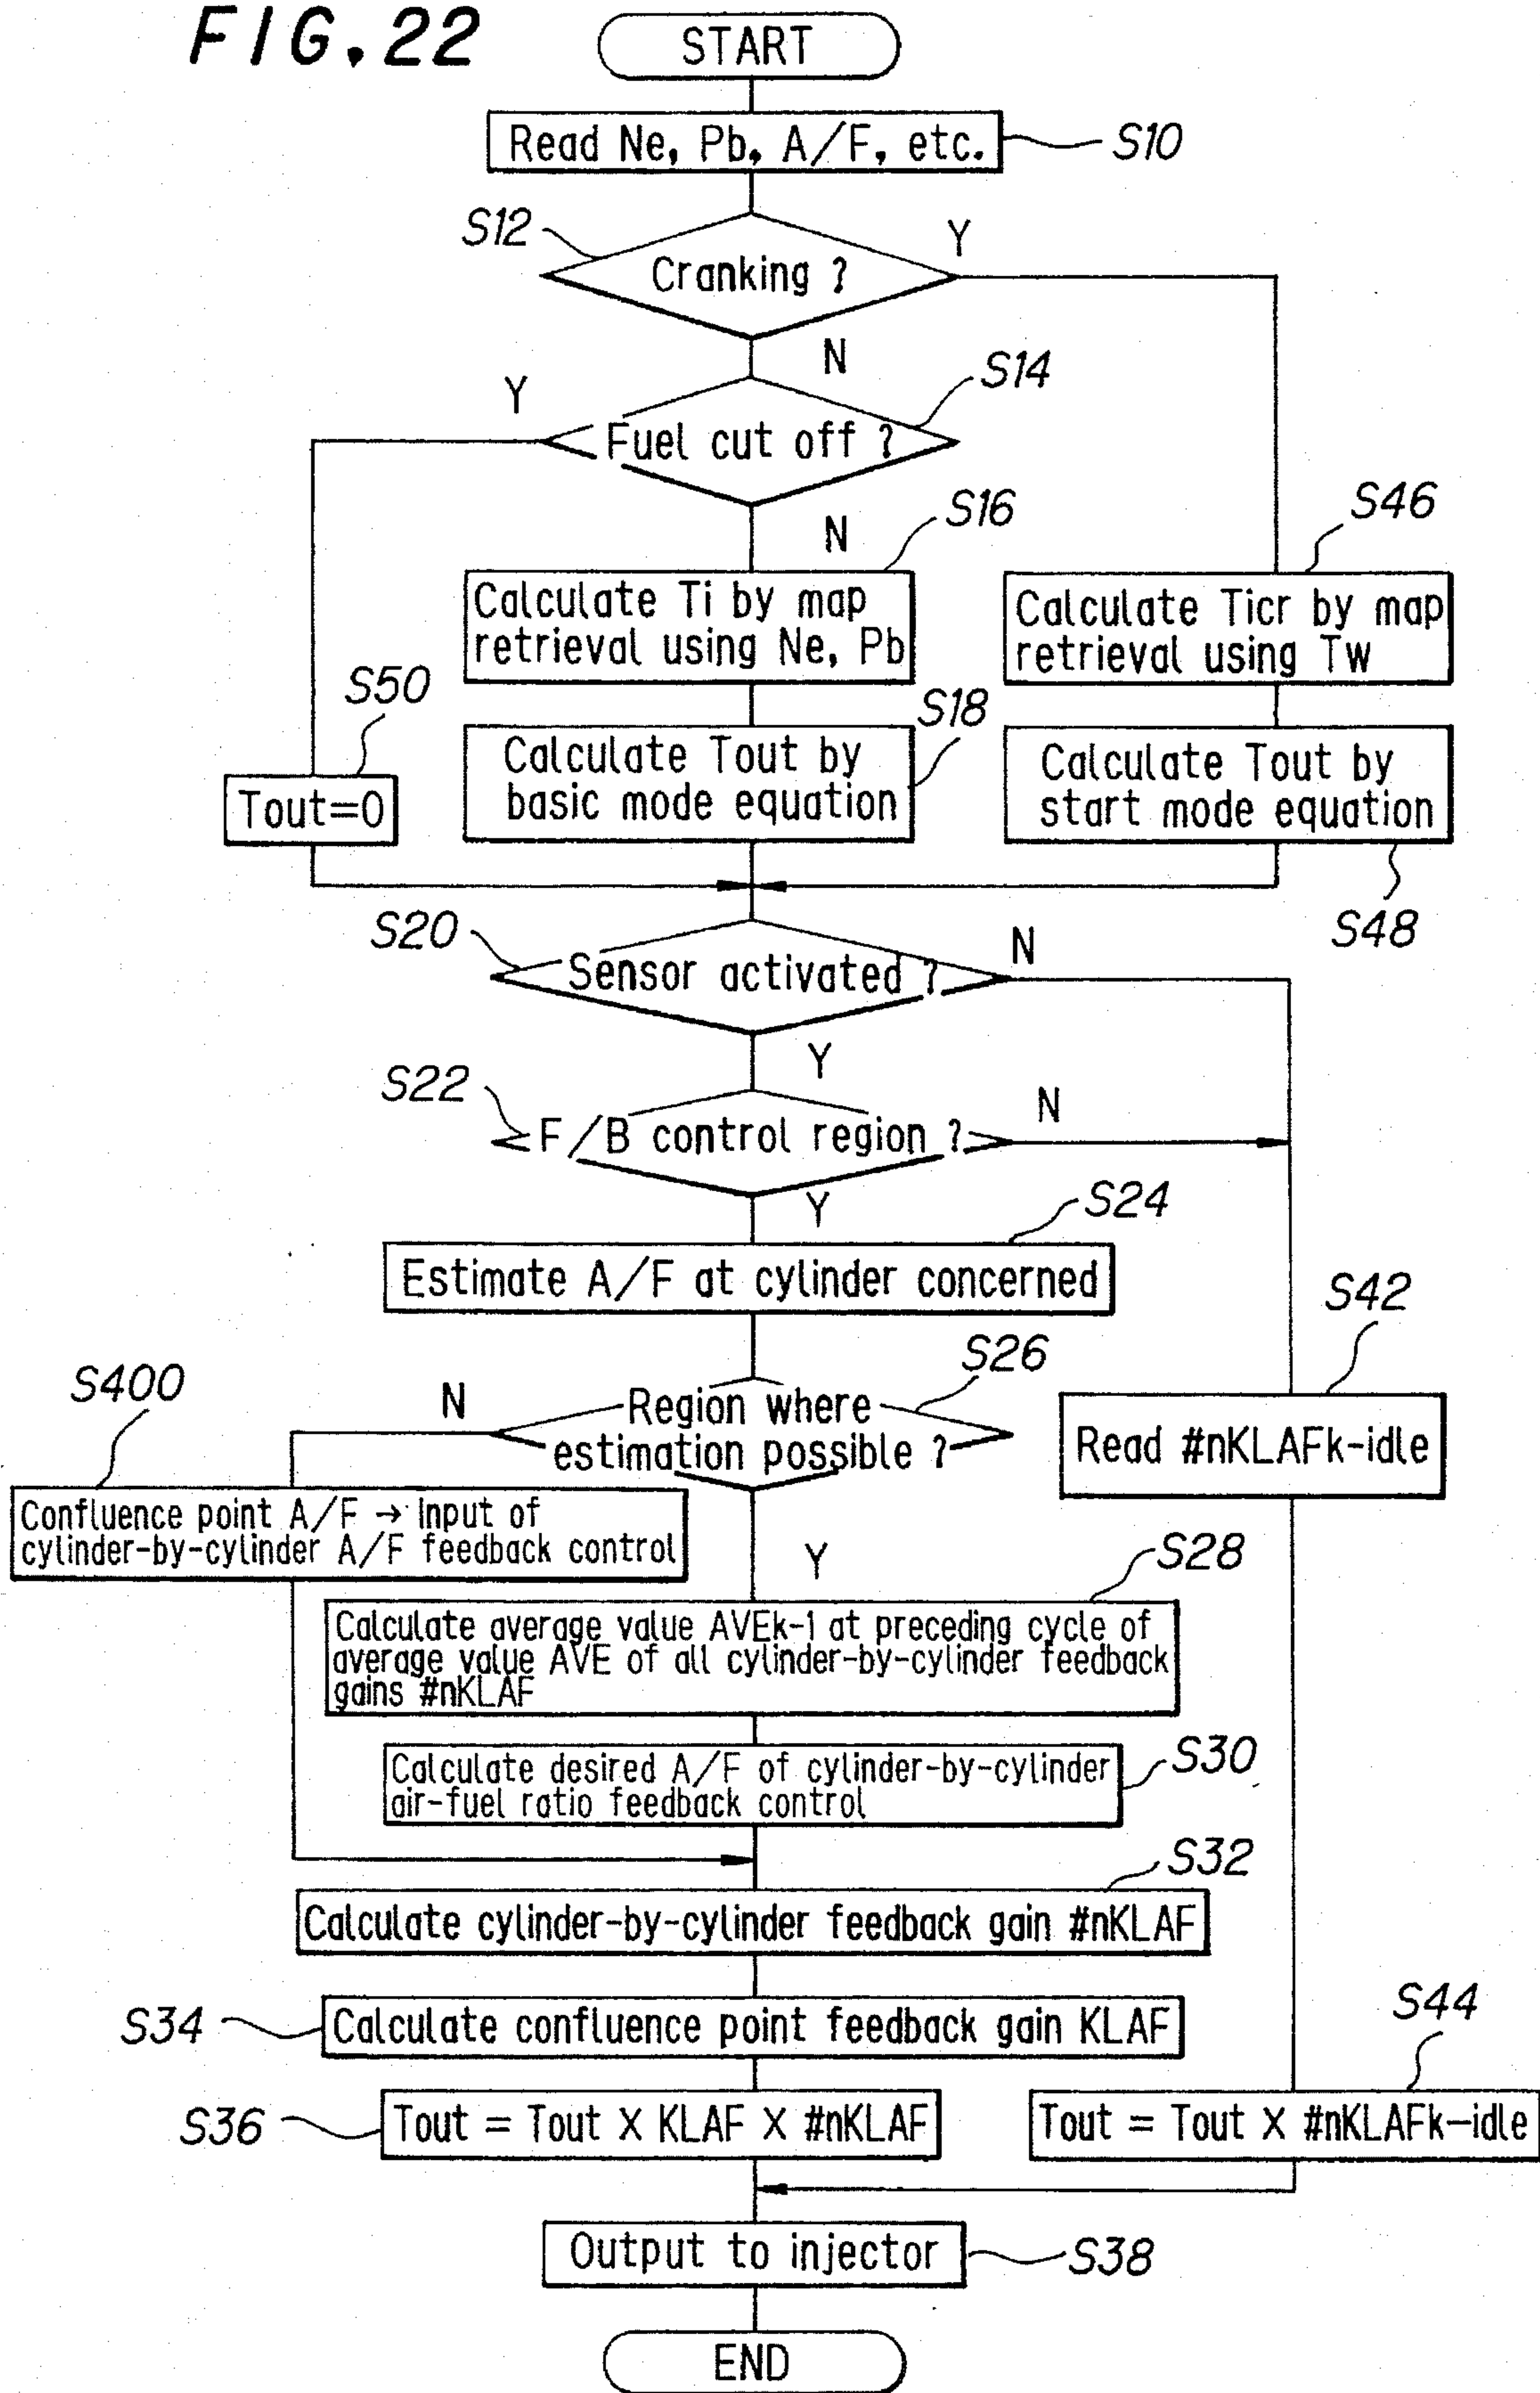 FIG.22
START
Read Ne, Pb, A/F, etc.
S10
S12
Y
Cranking ?
N
S14
Y
Fuel cut off ?
S16
N
S46
Calculate Ti by map
retrieval using Ne, Pb
Calculate Ticr by map
retrieval using Tw
S50
S18
Tout=0
Calculate Tout by
basic mode equation
Calculate Tout by
start mode equation
S48
S20
N
Sensor activated ?
Y
S22
N
F/B control region ?
Y
S24
Estimate A/F at cylinder concerned
S42
S26
S400
N
Region where
estimation possible ?
Read #nKLAFk-idle
Confluence point A/F → Input of
cylinder-by-cylinder A/F feedback control
Y
S28
Calculate average value AVEk-1 at preceding cycle of
average value AVE of all cylinder-by-cylinder feedback
gains #nKLAF
S30
Calculate desired A/F of cylinder-by-cylinder
air-fuel ratio feedback control
S32
Calculate cylinder-by-cylinder feedback gain #nKLAF
S34
Calculate confluence point feedback gain KLAF
S44
S36
Tout = Tout X KLAF X #nKLAF
Tout = Tout X #nKLAFk-idle
Output to injector
S38
END